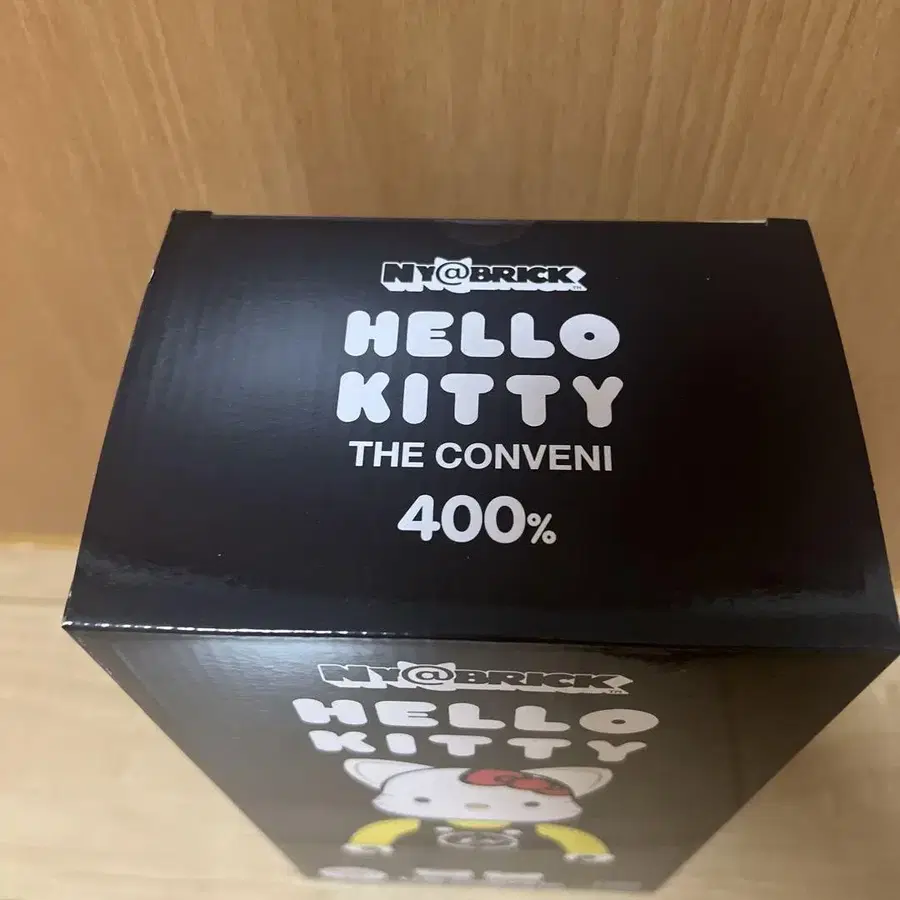 NY@BRICK
HELLO
KITTY
THE CONVENI
400%
NY@BRICK
HELLO
KITTY